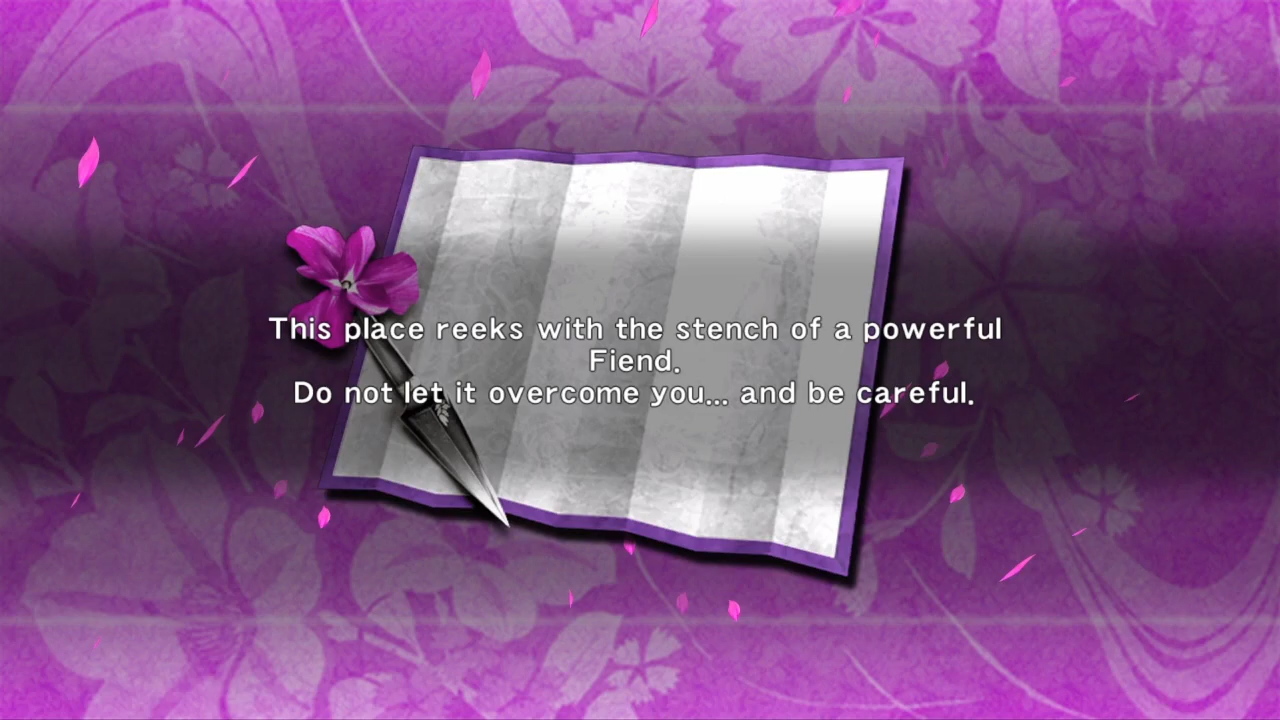 This place reeks with the stench of a powerful
Fiend.
Do not let it overcome you... and be careful.